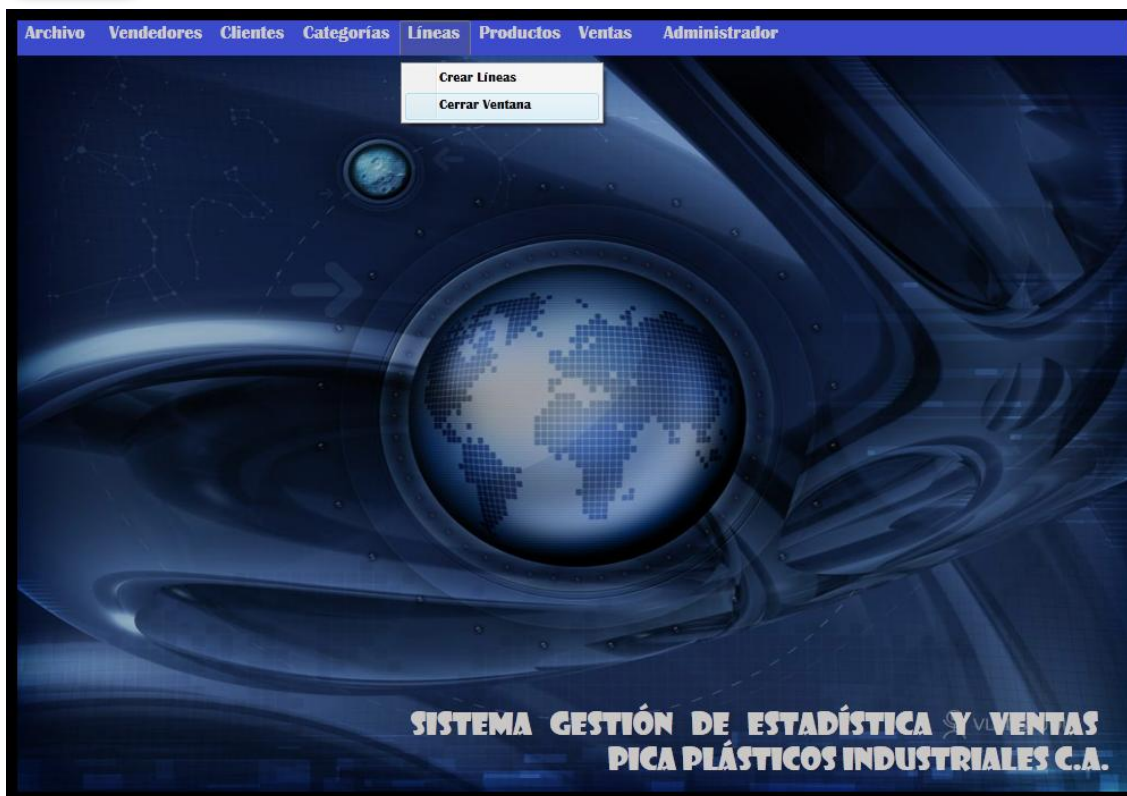 Archivo Vendedores Clientes Categorías Líneas Productos Ventas Administrador
Crear Líneas
Cerrar Ventana
SISTEMA GESTIÓN DE ESTADÍSTICA Y VENTAS
PICA PLÁSTICOS INDUSTRIALES C.A.